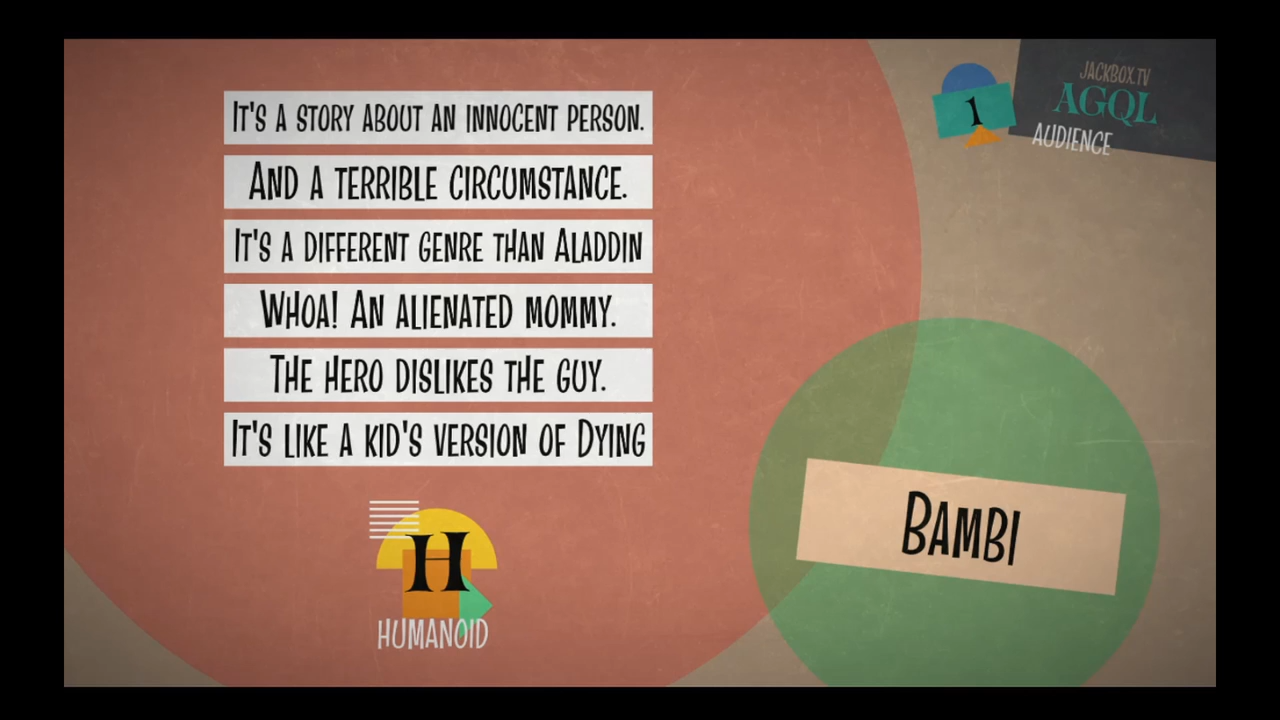 It's a story about an innocent person.
And a terrible circumstance.
It's a different genre than Aladdin
Whoa! An alienated mommy.
The hero dislikes the guy.
It's like a kid's version of Dying
H
HUMANOID
Bambi
1
JACKBOX.TV
AGQL
AUDIENCE